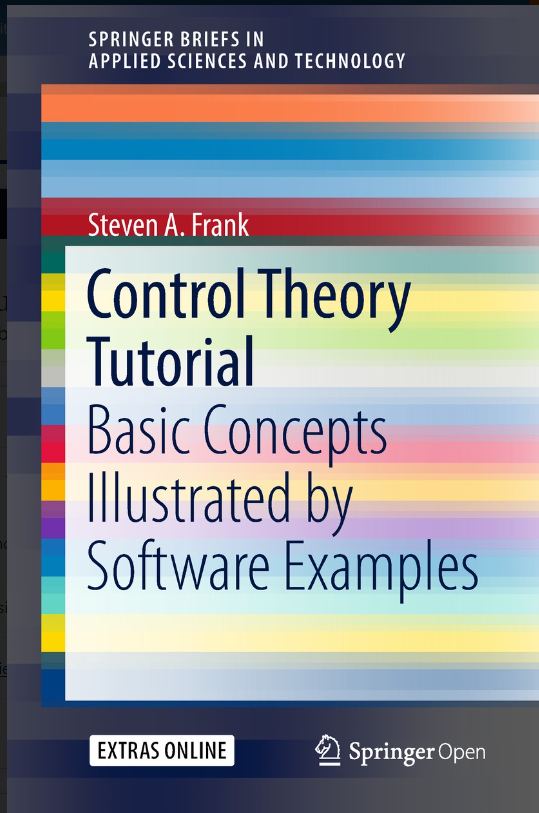 SPRINGER BRIEFS IN
APPLIED SCIENCES AND TECHNOLOGY
Steven A. Frank
Control Theory
Tutorial
Basic Concepts
Illustrated by
Software Examples
EXTRAS ONLINE
Springer Open